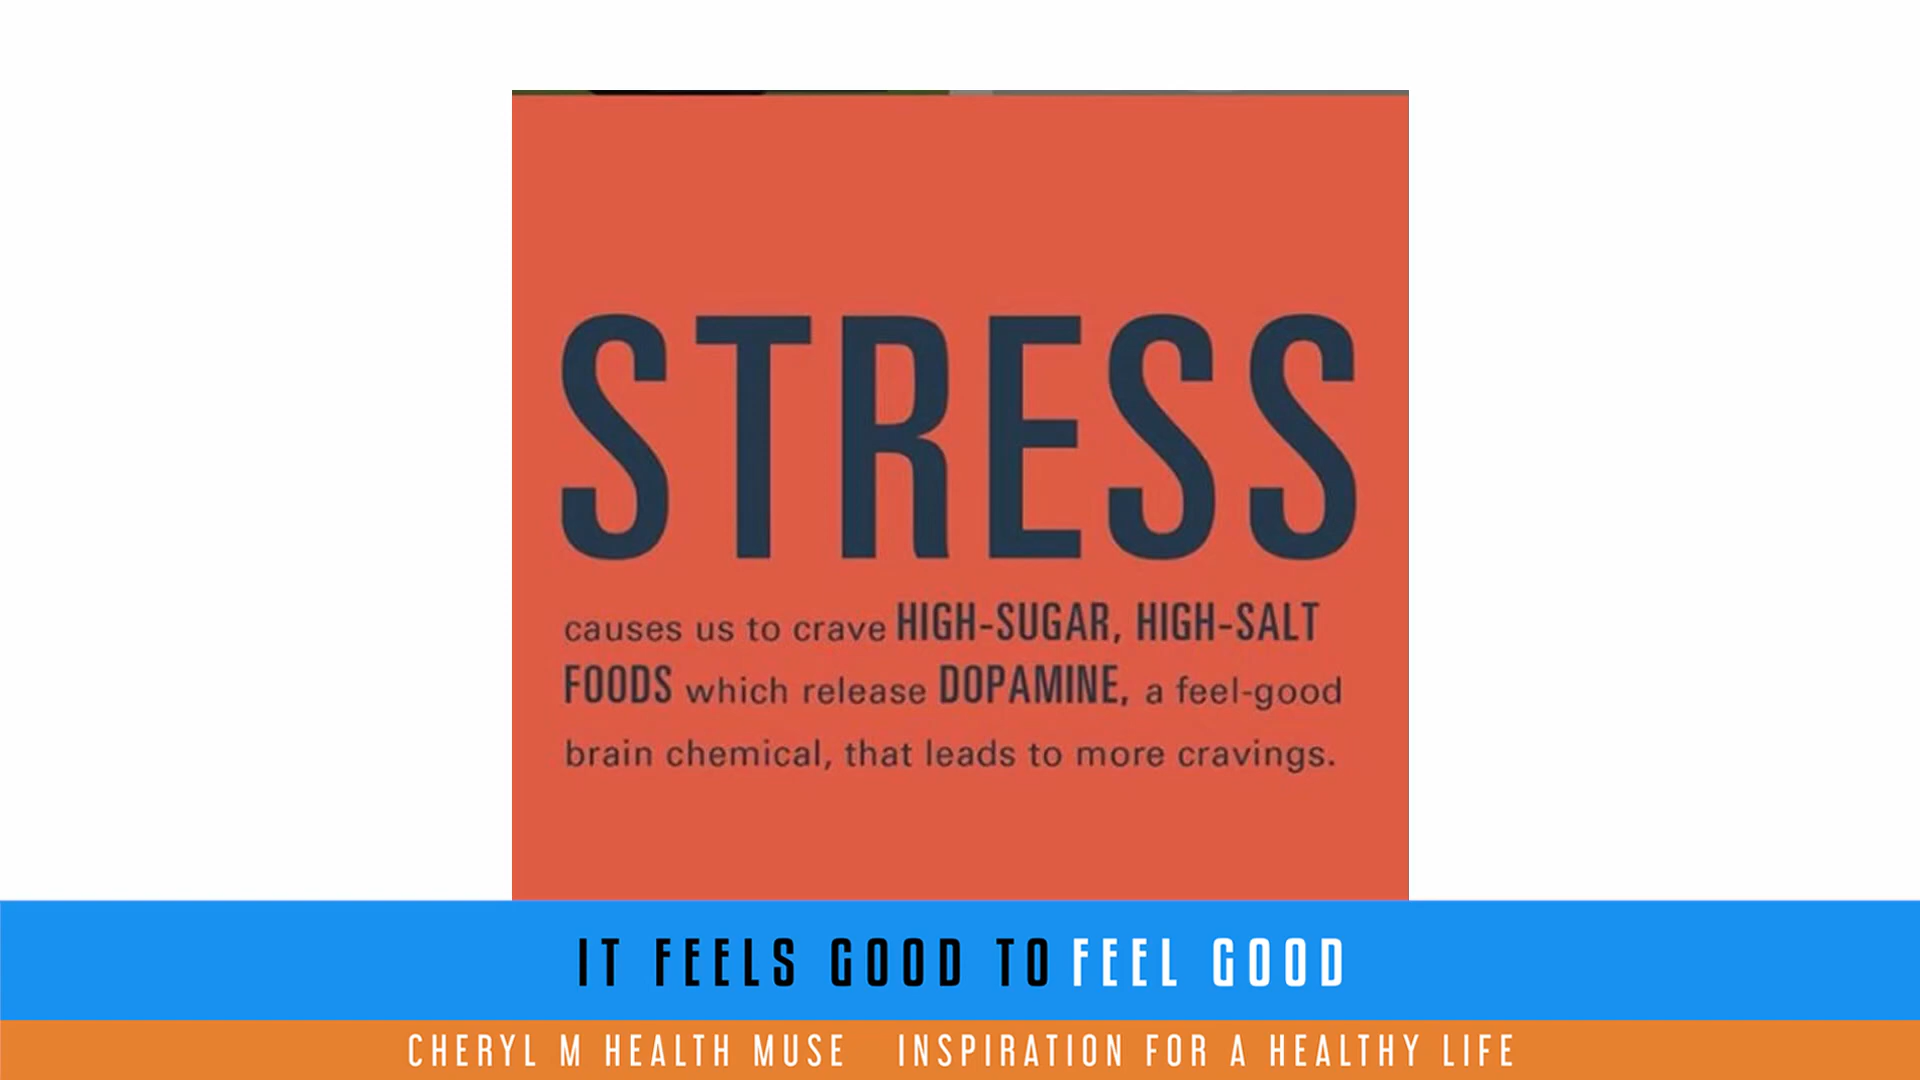 STRESS
causes us to crave HIGH-SUGAR, HIGH-SALT
FOODS which release DOPAMINE, a feel-good
brain chemical, that leads to more cravings.
IT FEELS GOOD TO FEEL GOOD
CHERYL M HEALTH MUSE INSPIRATION FOR A HEALTHY LIFE